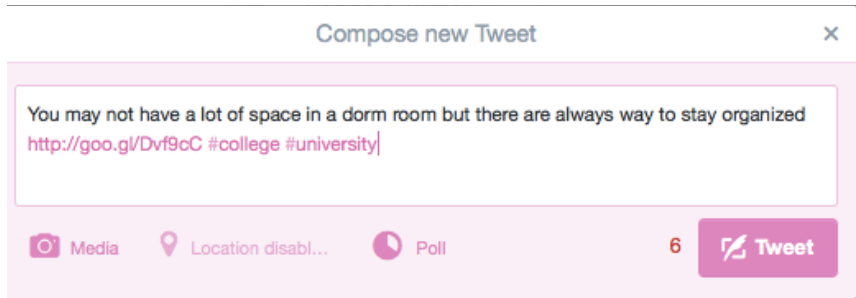 Compose new Tweet ×
You may not have a lot of space in a dorm room but there are always way to stay organized
http://goo.gl/Dvf9cC #college #university
Media Location disabl... Poll 6 Tweet